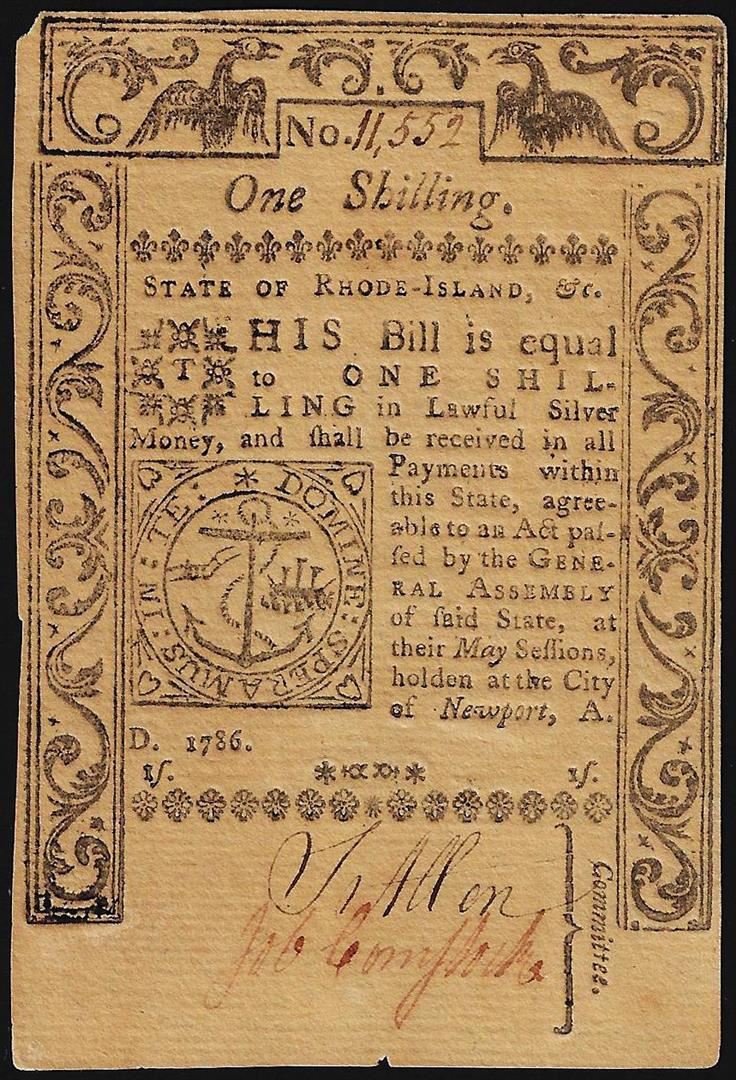 No. 11,552
One Shilling.
STATE OF RHODE-ISLAND, &c.
THIS Bill is equal
to ONE SHIL-
LING in Lawful Silver
Money, and ſhall be received in all
Payments within
this State, agree-
able to an Act paſ-
ſed by the GENE-
RAL ASSEMBLY
of ſaid State, at
their May Seſſions,
holden at the City
of Newport, A.
D. 1786.
IN : TE : * DOMINE : SPERAMUS :
1ſ. 1ſ.
Allen
Job Comſtock
Committee.